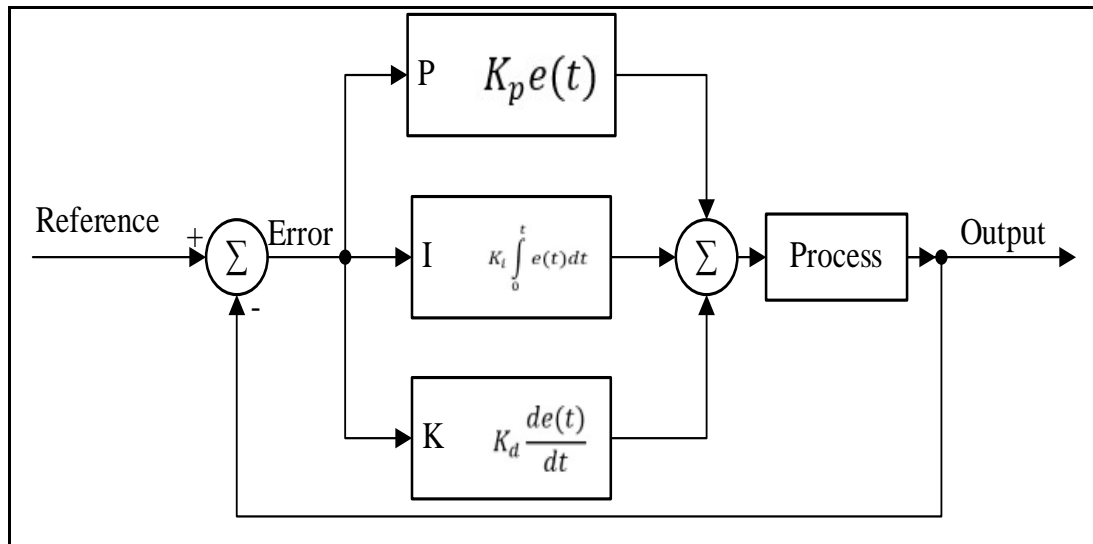 P K_p e(t)
Reference
+
∑
Error
I K_i ∫_0^t e(t)dt
∑
Process
Output
-
K K_d de(t)/dt